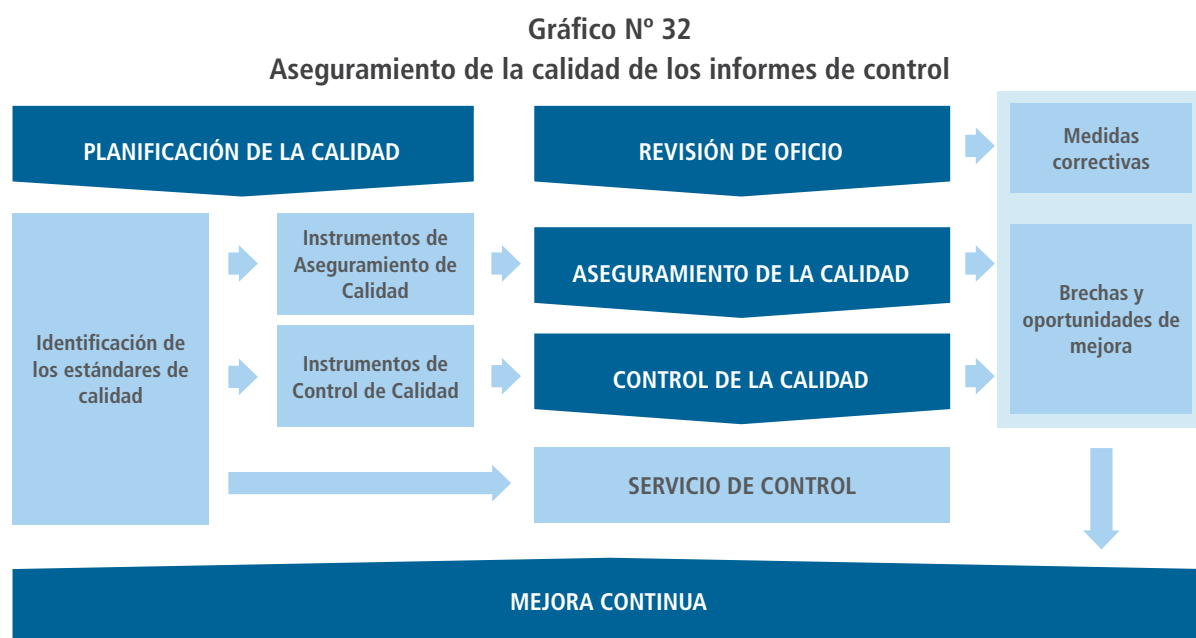 Gráfico Nº 32
Aseguramiento de la calidad de los informes de control
PLANIFICACIÓN DE LA CALIDAD
REVISIÓN DE OFICIO
Medidas
correctivas
Identificación de
los estándares de
calidad
Instrumentos de
Aseguramiento de
Calidad
ASEGURAMIENTO DE LA CALIDAD
Brechas y
oportunidades de
mejora
Instrumentos de
Control de Calidad
CONTROL DE LA CALIDAD
SERVICIO DE CONTROL
MEJORA CONTINUA